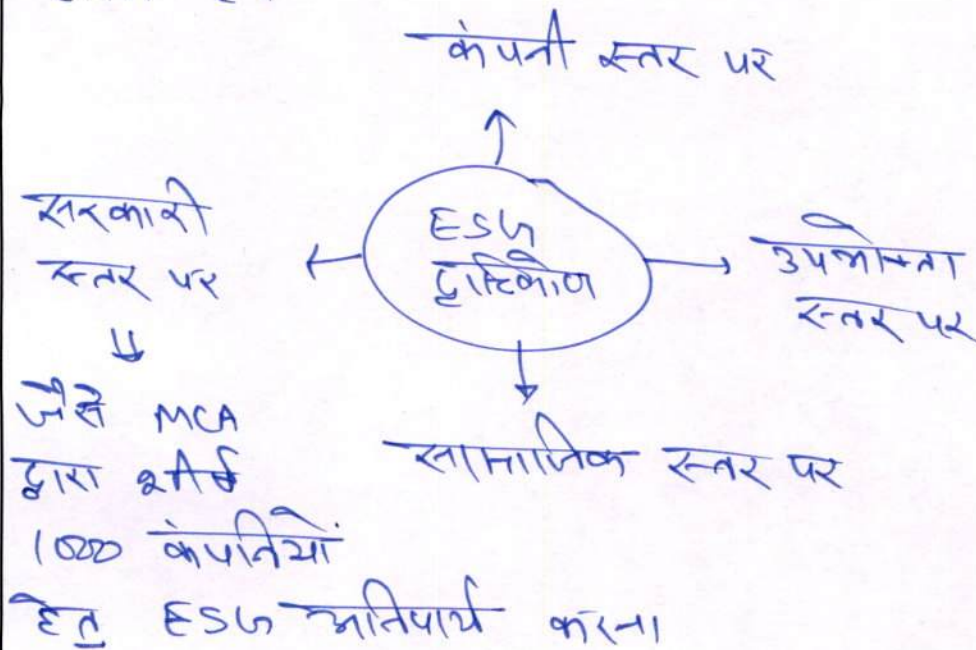 कंपनी स्तर पर
सरकारी
स्तर पर
ESG
दृष्टिकोण
उपभोक्ता
स्तर पर
जैसे MCA
द्वारा शीर्ष
1000 कंपनियों
हेतु ESG अनिवार्य करना
सामाजिक स्तर पर